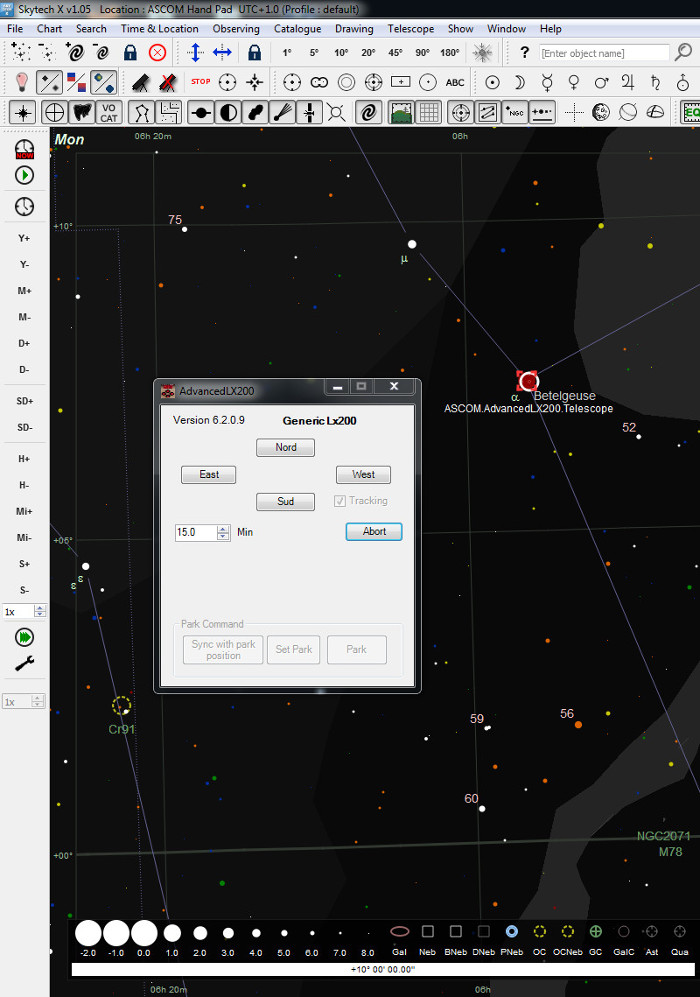 Skytech X v1.05 Location : ASCOM Hand Pad UTC+1.0 (Profile : default)
File Chart Search Time & Location Observing Catalogue Drawing Telescope Show Menu Help
1° 5° 10° 20° 45° 90° 180° ? [Enter object name]
STOP ABC
VO CAT NGC
Mon 06h 20m 06h
NOW
+10°
75
μ
Y+
Y-
M+
M-
D+
D-
SD+
SD-
H+
H-
Mi+
Mi-
S+
S-
1x
1x
α Betelgeuse
ASCOM.AdvancedLX200.Telescope
52
AdvancedLX200
Version 6.2.0.9 GenericLx200
Nord
East West
Sud Tracking
15.0 Min Abort
Park Command
Sync with park position Set Park Park
+05°
ε
ε
Cr91
59 56
60
NGC2071
M78
+00°
-2.0 -1.0 0.0 1.0 2.0 3.0 4.0 5.0 6.0 7.0 8.0 Gal Neb BNeb DNeb PNeb OC OCNeb GC GalC Ast Qua
+10° 00' 00.00"
06h 20m 06h